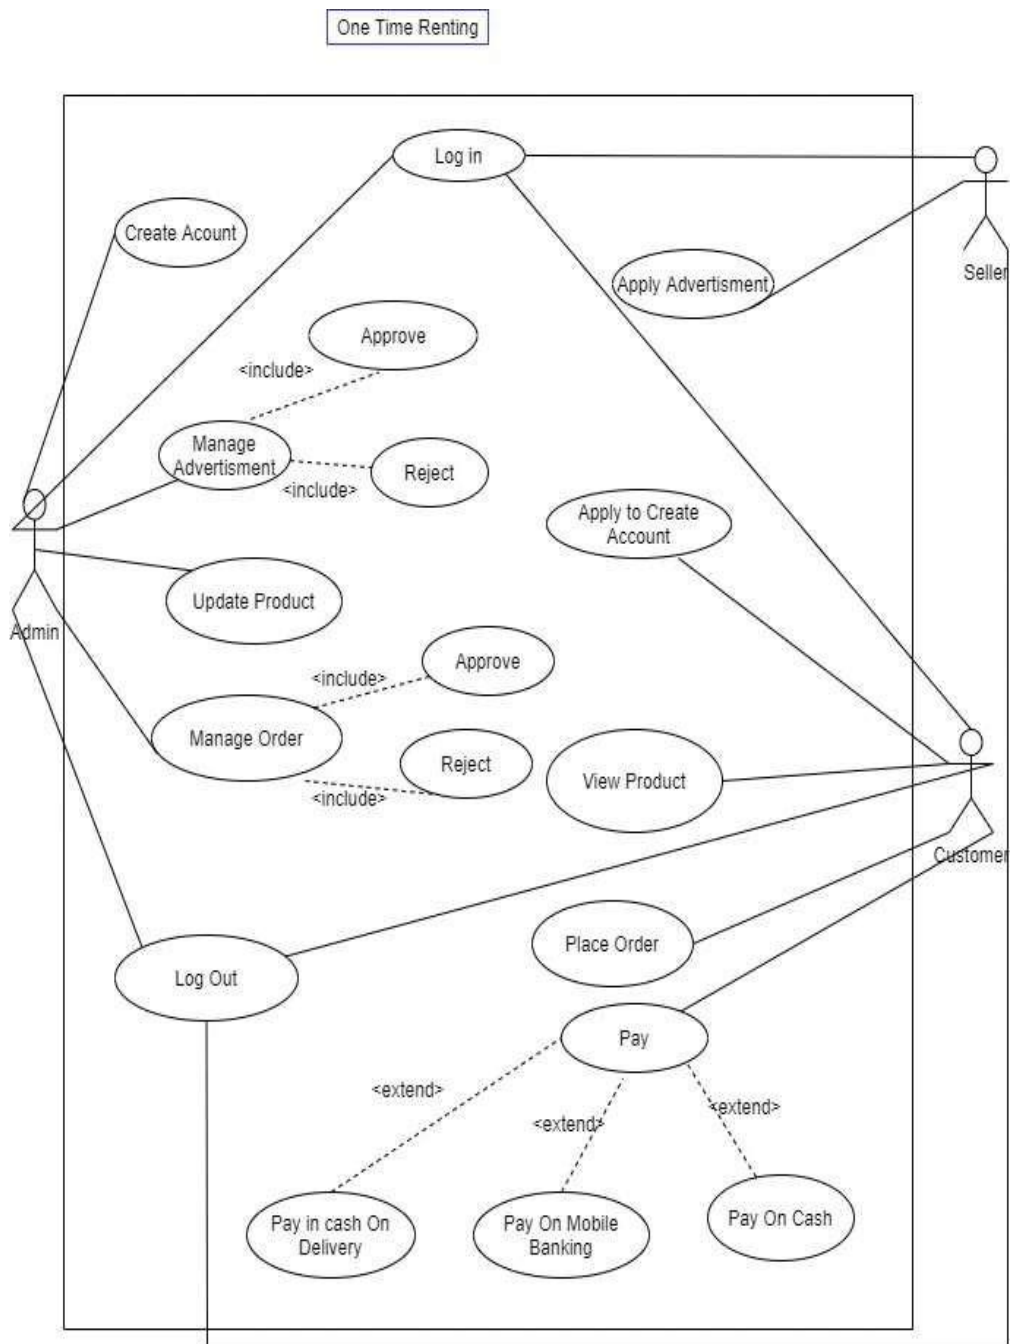 One Time Renting
Log in
Create Acount
Seller
Apply Advertisment
Approve
<include>
Manage
Advertisment
Reject
<include>
Apply to Create
Account
Update Product
Admin
Approve
<include>
Manage Order
Reject
<include>
View Product
Customer
Place Order
Log Out
Pay
<extend>
<extend>
<extend>
Pay in cash On
Delivery
Pay On Mobile
Banking
Pay On Cash